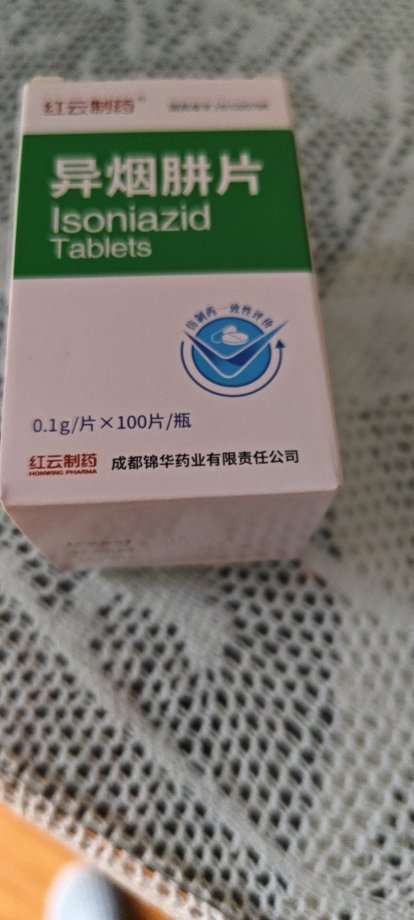 红云制药®
异烟肼片
Isoniazid
Tablets
仿制药一致性评价
0.1g/片×100片/瓶
红云制药
HONWING PHARMA
成都锦华药业有限责任公司